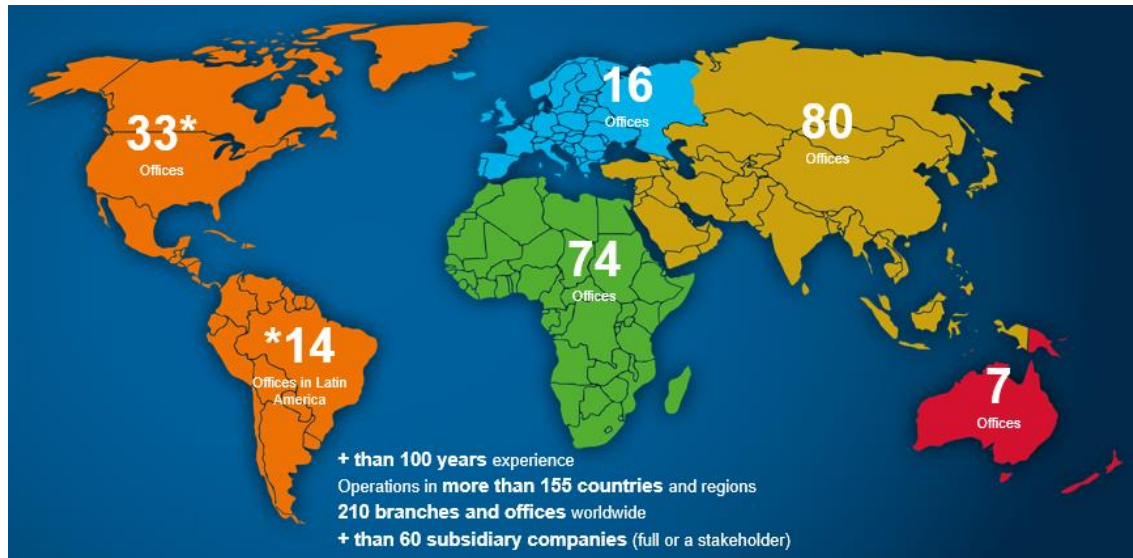 33*
Offices
16
Offices
80
Offices
74
Offices
*14
Offices in Latin
America
7
Offices
+ than 100 years experience
Operations in more than 155 countries and regions
210 branches and offices worldwide
+ than 60 subsidiary companies (full or a stakeholder)